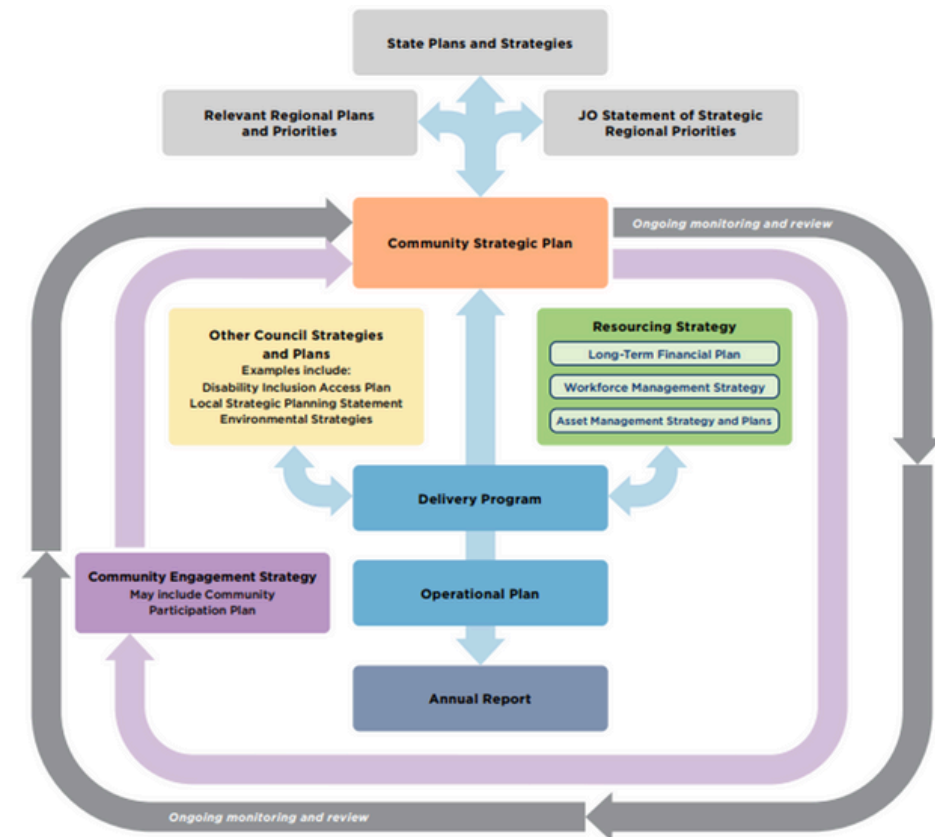 State Plans and Strategies
Relevant Regional Plans
and Priorities
JO Statement of Strategic
Regional Priorities
Community Strategic Plan
Ongoing monitoring and review
Other Council Strategies
and Plans
Examples include:
Disability Inclusion Access Plan
Local Strategic Planning Statement
Environmental Strategies
Resourcing Strategy
Long-Term Financial Plan
Workforce Management Strategy
Asset Management Strategy and Plans
Delivery Program
Community Engagement Strategy
May include Community
Participation Plan
Operational Plan
Annual Report
Ongoing monitoring and review